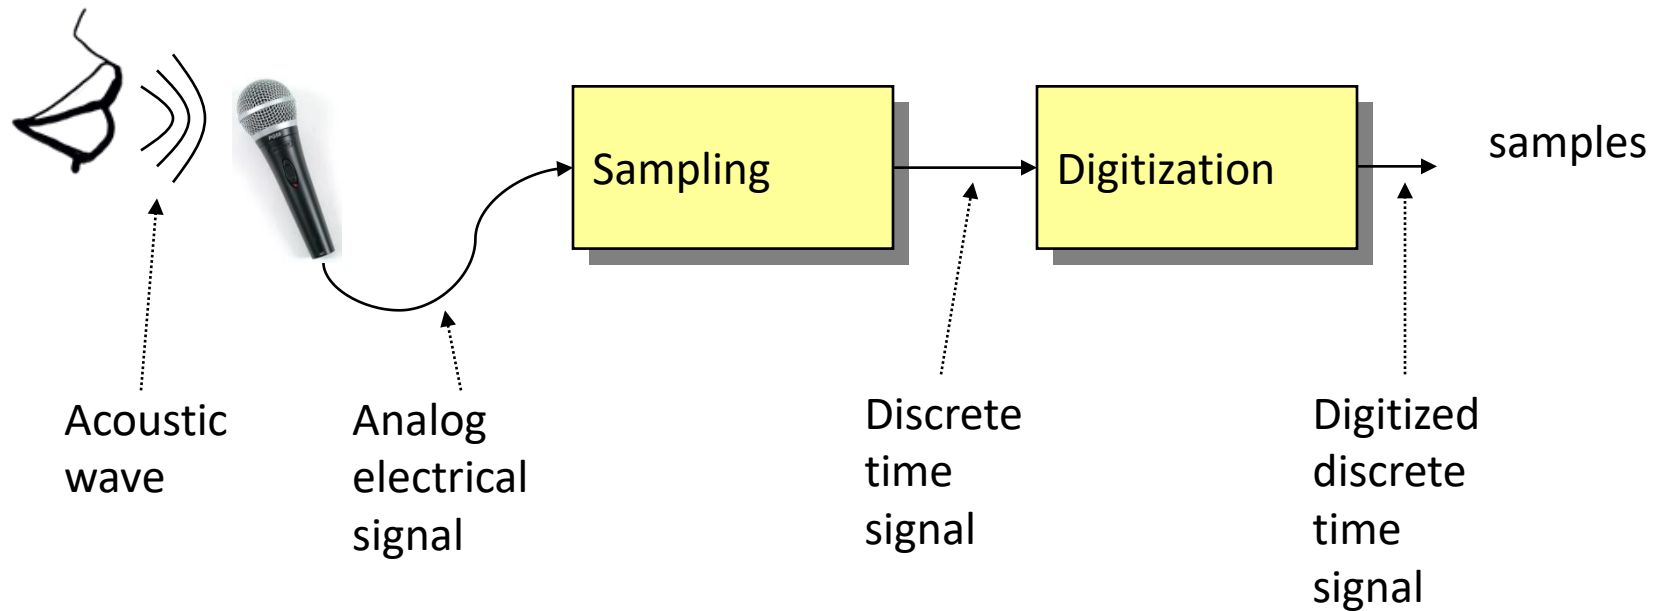 Sampling
Digitization
samples
Acoustic
wave
Analog
electrical
signal
Discrete
time
signal
Digitized
discrete
time
signal